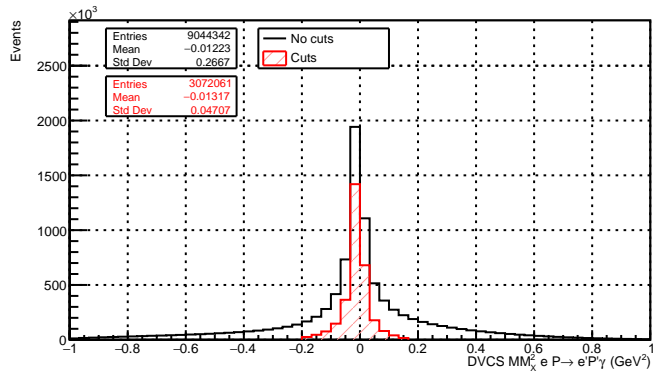 ×10³
Events
Entries 9044342
Mean −0.01223
Std Dev 0.2667
Entries 3072061
Mean −0.01317
Std Dev 0.04707
No cuts
Cuts
2500
2000
1500
1000
500
0
−1 −0.8 −0.6 −0.4 −0.2 0 0.2 0.4 0.6 0.8 1
DVCS MM²ₓ e P→ e'P'γ (GeV²)